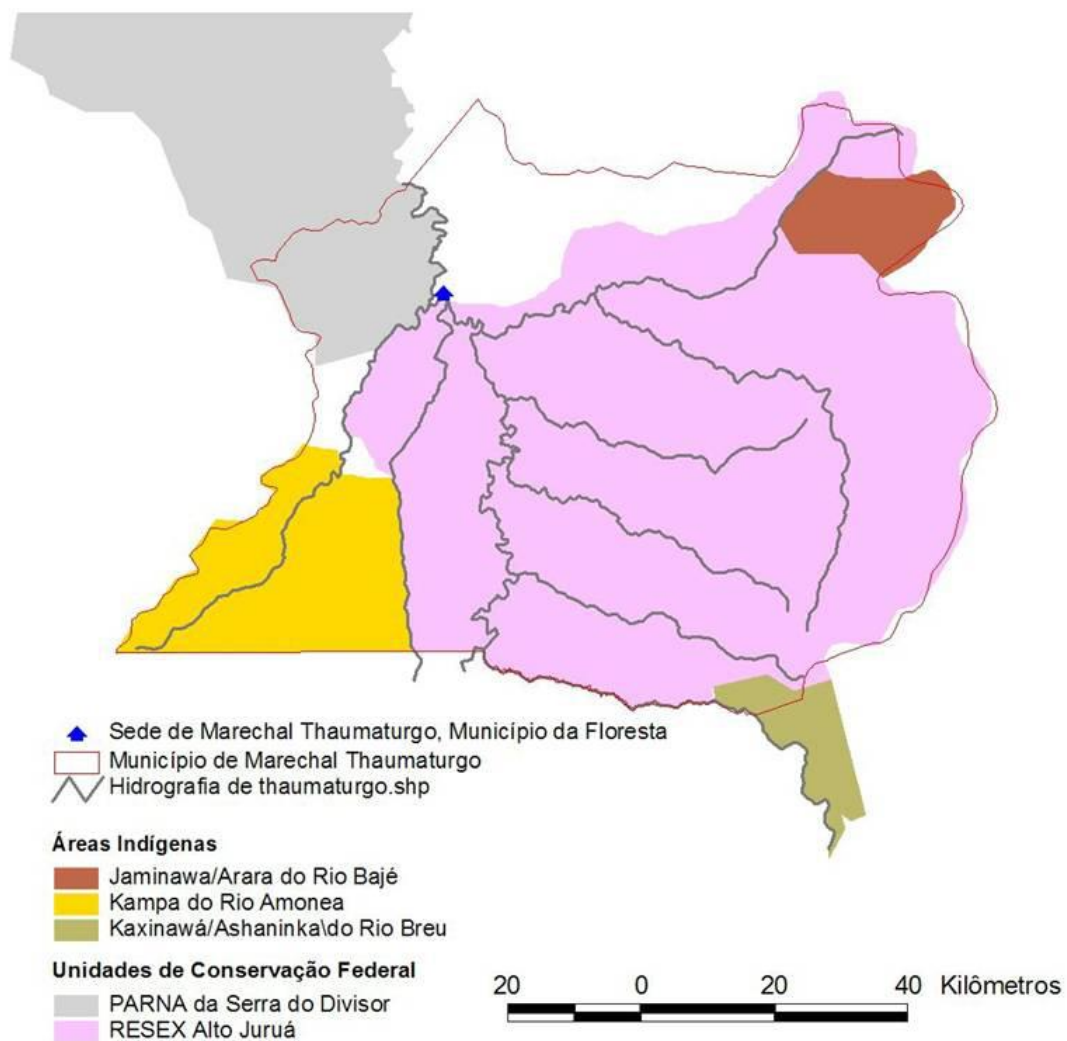 Sede de Marechal Thaumaturgo, Município da Floresta
Município de Marechal Thaumaturgo
Hidrografia de thaumaturgo.shp
Áreas Indígenas
Jaminawa/Arara do Rio Bajé
Kampa do Rio Amonea
Kaxinawá/Ashaninka\do Rio Breu
Unidades de Conservação Federal
PARNA da Serra do Divisor
RESEX Alto Juruá
20 0 20 40 Kilômetros